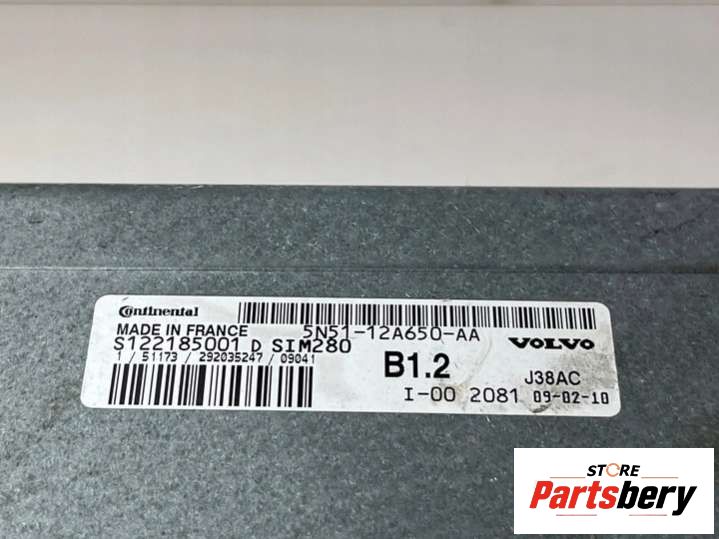 Continental
MADE IN FRANCE 5N51-12A650-AA
S122185001 D SIM280 VOLVO
1 / 51173 / 292035247 / 09041
B1.2 J38AC
I-00 2081 09-02-10
STORE
Partsbery